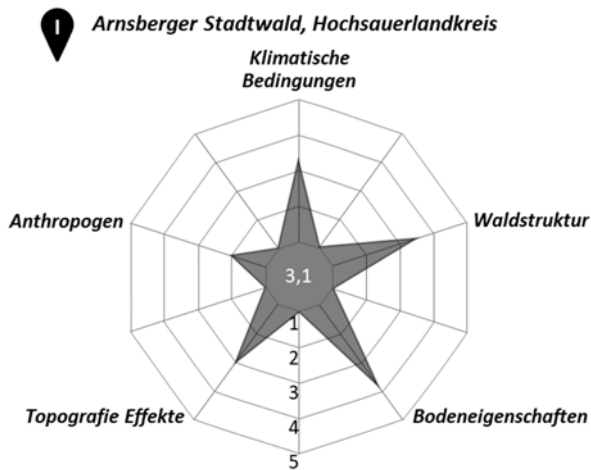 I Arnsberger Stadtwald, Hochsauerlandkreis
Klimatische
Bedingungen
Anthropogen
Waldstruktur
3,1
1
2
3
4
5
Topografie Effekte
Bodeneigenschaften